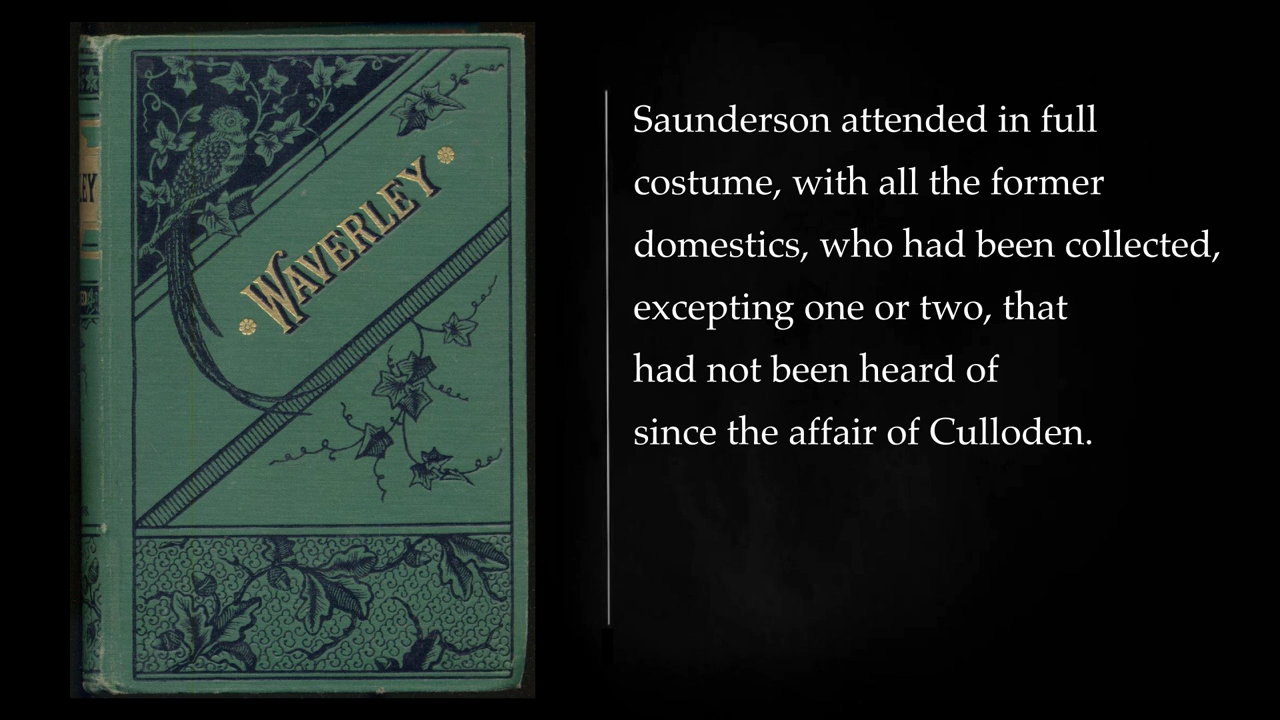 WAVERLEY
Saunderson attended in full
costume, with all the former
domestics, who had been collected,
excepting one or two, that
had not been heard of
since the affair of Culloden.